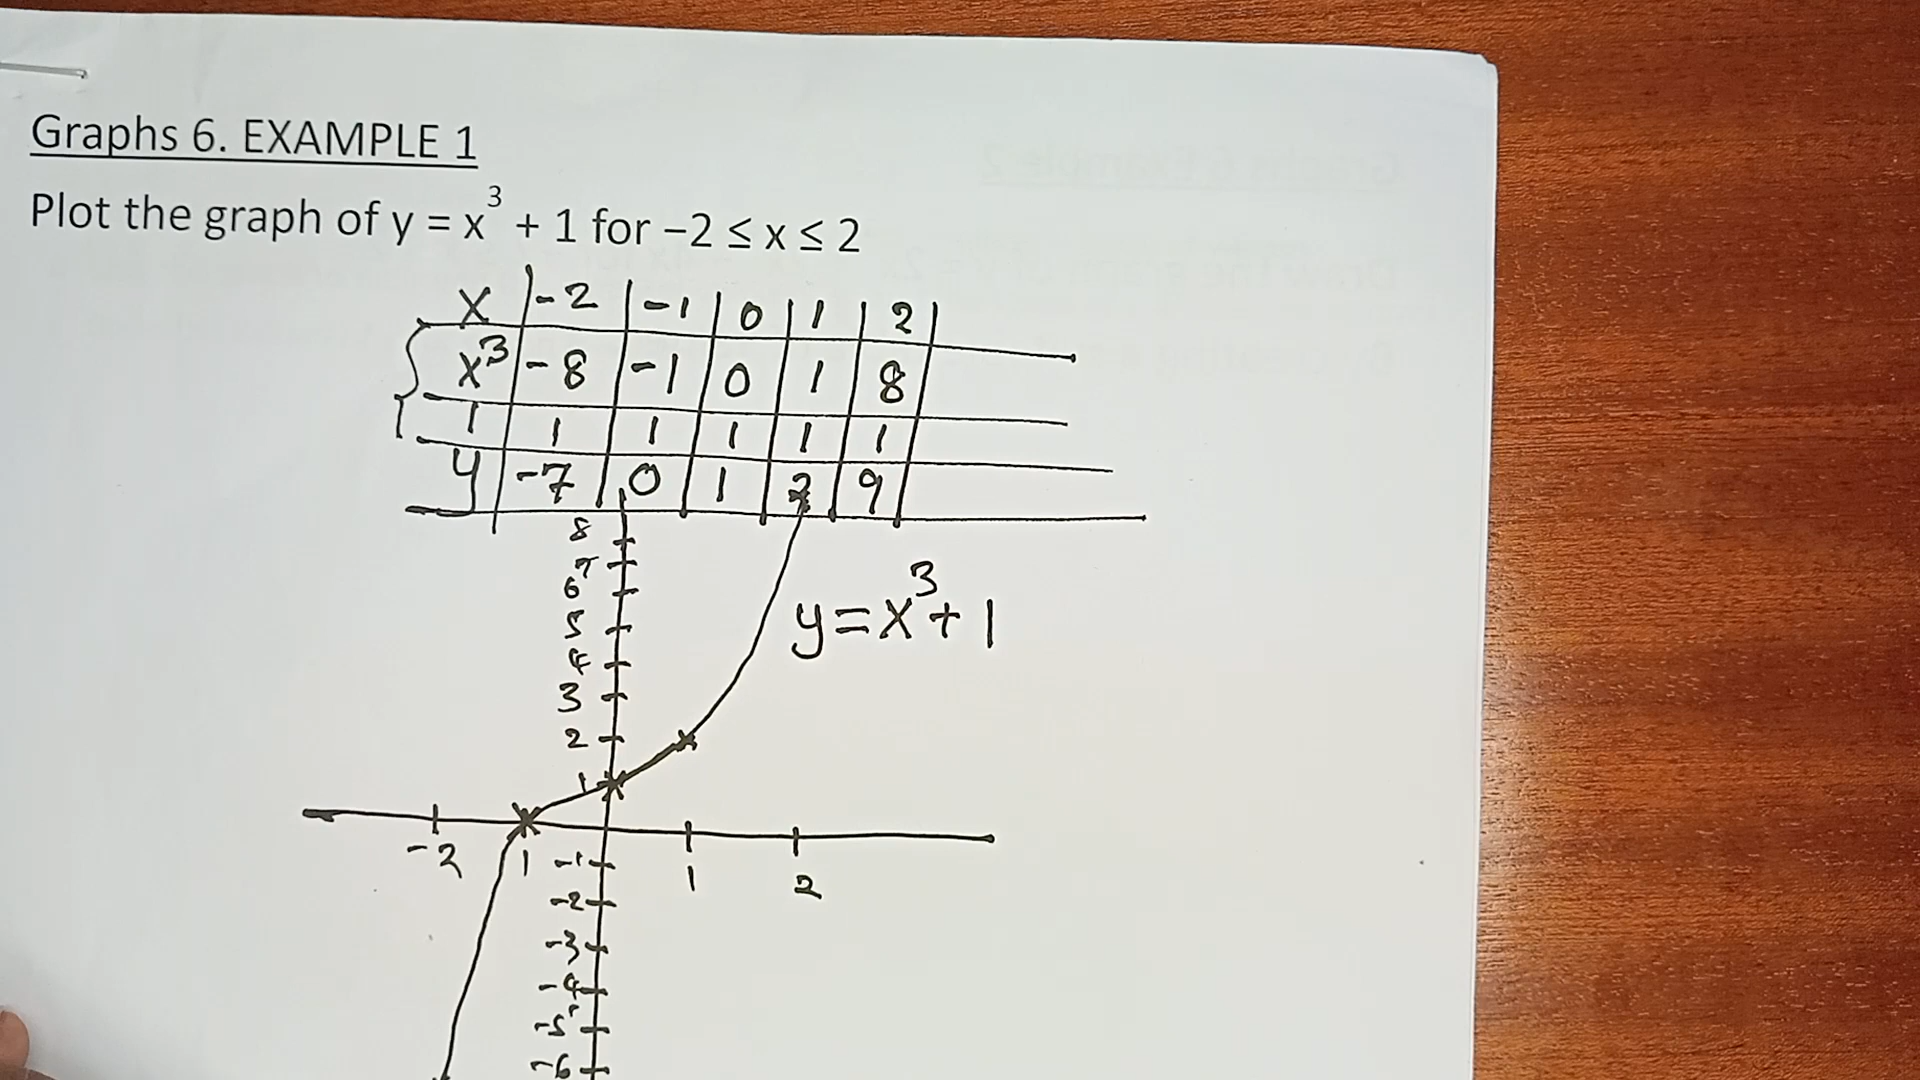 Graphs 6. EXAMPLE 1
Plot the graph of y = x³ + 1 for −2 ≤ x ≤ 2
x -2 -1 0 1 2
x³ -8 -1 0 1 8
1 1 1 1 1 1
y -7 0 1 2 9
8
7
6
y=x³+1
5
4
3
2
1
-2 1 1 2
-1
-2
-3
-4
-5
-6